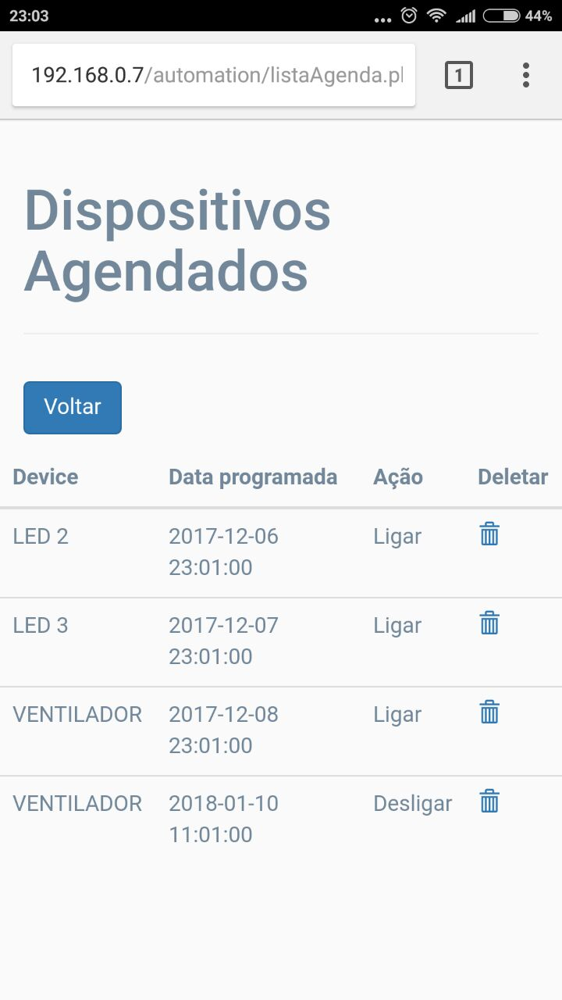 23:03
44%
192.168.0.7/automation/listaAgenda.pl
1
Dispositivos
Agendados
Voltar
Device Data programada Ação Deletar
LED 2 2017-12-06 Ligar
23:01:00
LED 3 2017-12-07 Ligar
23:01:00
VENTILADOR 2017-12-08 Ligar
23:01:00
VENTILADOR 2018-01-10 Desligar
11:01:00